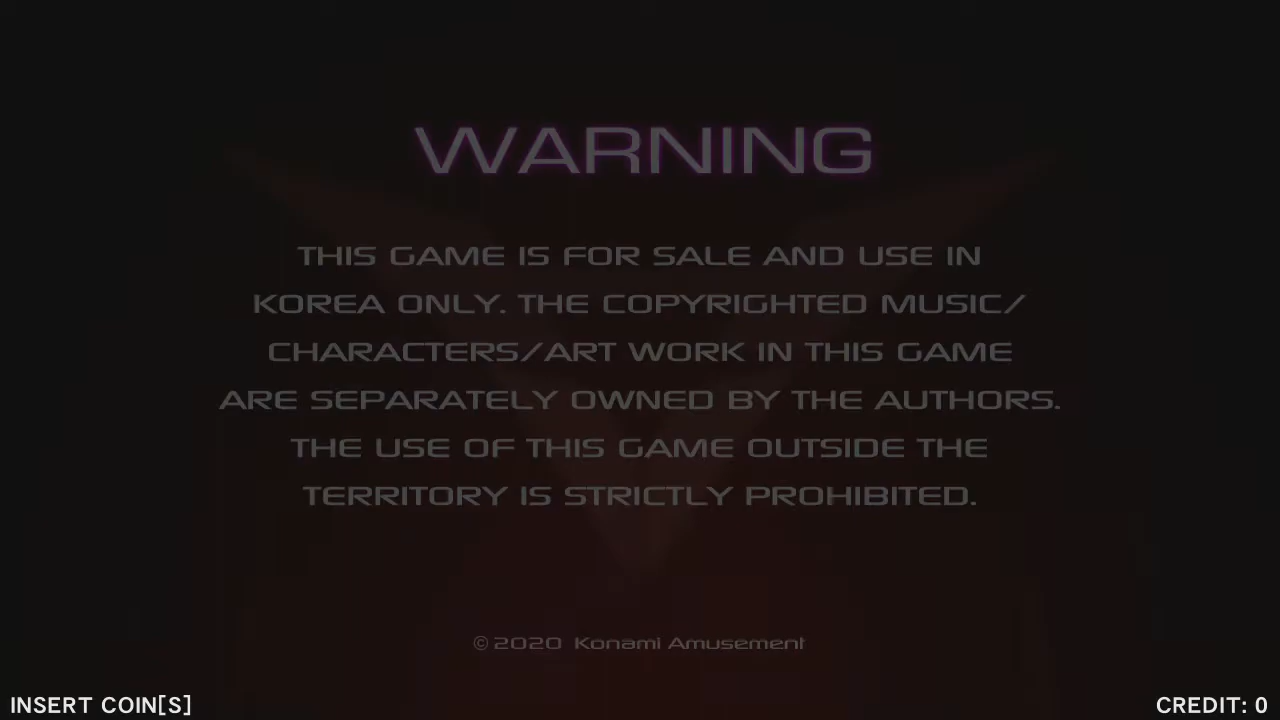 WARNING
THIS GAME IS FOR SALE AND USE IN
KOREA ONLY. THE COPYRIGHTED MUSIC/
CHARACTERS/ART WORK IN THIS GAME
ARE SEPARATELY OWNED BY THE AUTHORS.
THE USE OF THIS GAME OUTSIDE THE
TERRITORY IS STRICTLY PROHIBITED.
©2020 Konami Amusement
INSERT COIN[S]
CREDIT: 0